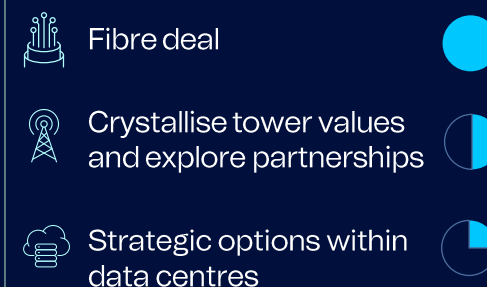 Fibre deal
Crystallise tower values
and explore partnerships
Strategic options within
data centres